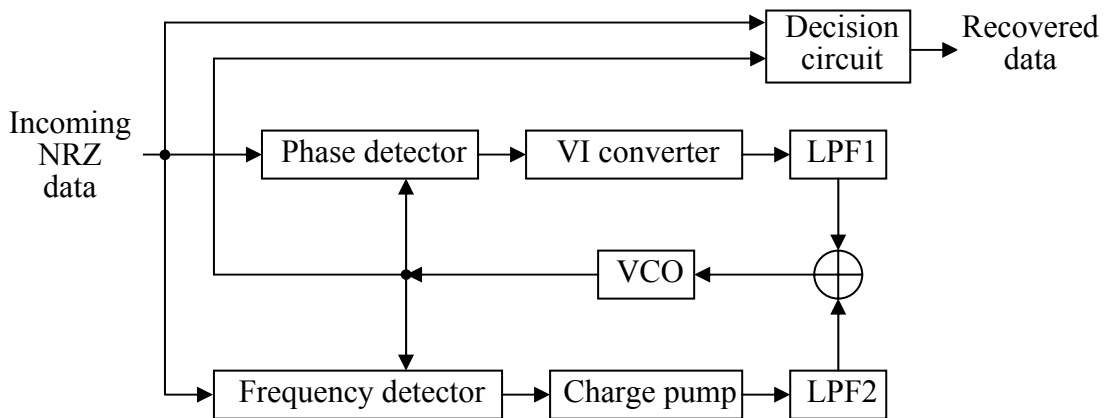 Decision
circuit
Recovered
data
Incoming
NRZ
data
Phase detector
VI converter
LPF1
VCO
Frequency detector
Charge pump
LPF2